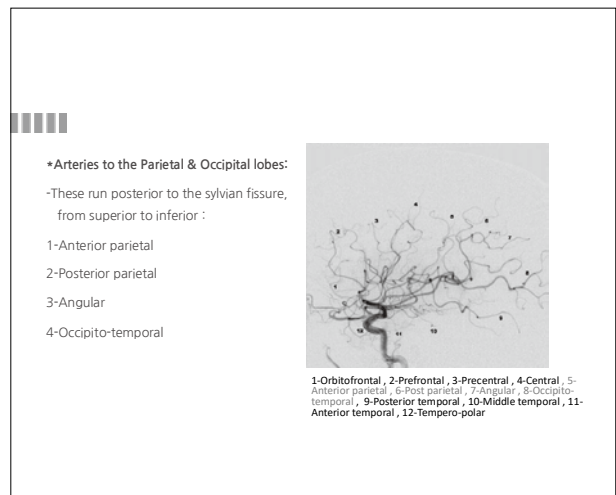 *Arteries to the Parietal & Occipital lobes:
-These run posterior to the sylvian fissure,
from superior to inferior :
1-Anterior parietal
2-Posterior parietal
3-Angular
4-Occipito-temporal
1-Orbitofrontal , 2-Prefrontal , 3-Precentral , 4-Central , 5-
Anterior parietal , 6-Post parietal , 7-Angular , 8-Occipito-
temporal , 9-Posterior temporal , 10-Middle temporal , 11-
Anterior temporal , 12-Tempero-polar